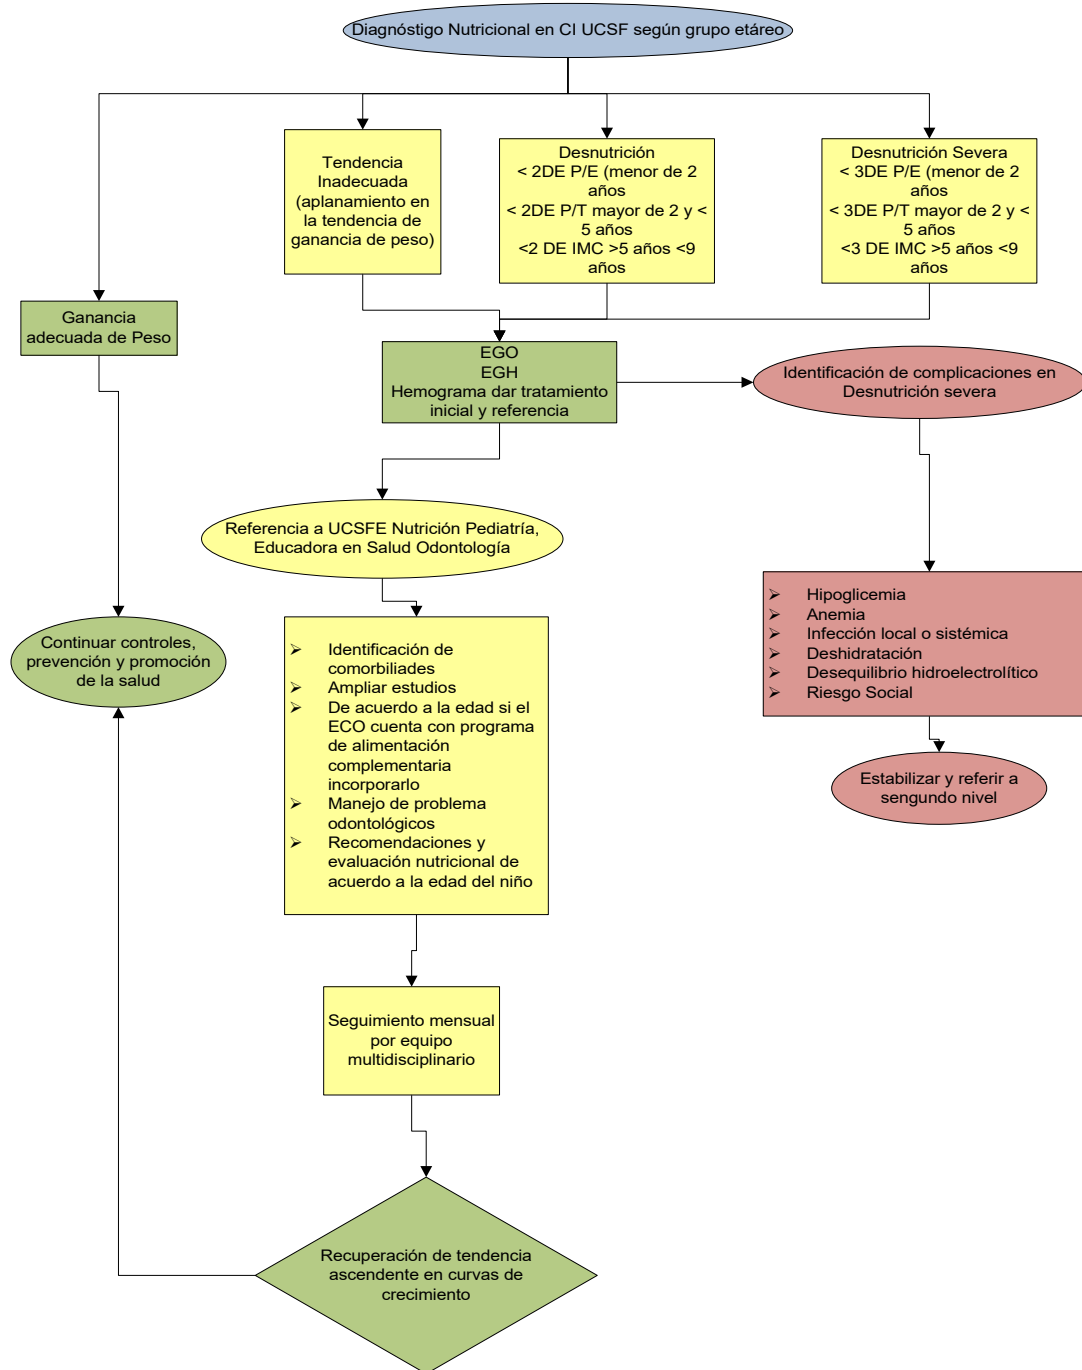 Diagnóstigo Nutricional en CI UCSF según grupo etáreo
Tendencia
Inadecuada
(aplanamiento en
la tendencia de
ganancia de peso)
Desnutrición
< 2DE P/E (menor de 2
años
< 2DE P/T mayor de 2 y <
5 años
<2 DE IMC >5 años <9
años
Desnutrición Severa
< 3DE P/E (menor de 2
años
< 3DE P/T mayor de 2 y <
5 años
<3 DE IMC >5 años <9
años
Ganancia
adecuada de Peso
EGO
EGH
Hemograma dar tratamiento
inicial y referencia
Identificación de complicaciones en
Desnutrición severa
Referencia a UCSFE Nutrición Pediatría,
Educadora en Salud Odontología
➢ Hipoglicemia
➢ Anemia
➢ Infección local o sistémica
➢ Deshidratación
➢ Desequilibrio hidroelectrolítico
➢ Riesgo Social
Continuar controles,
prevención y promoción
de la salud
➢ Identificación de
comorbiliades
➢ Ampliar estudios
➢ De acuerdo a la edad si el
ECO cuenta con programa
de alimentación
complementaria
incorporarlo
➢ Manejo de problema
odontológicos
➢ Recomendaciones y
evaluación nutricional de
acuerdo a la edad del niño
Estabilizar y referir a
sengundo nivel
Seguimiento mensual
por equipo
multidisciplinario
Recuperación de tendencia
ascendente en curvas de
crecimiento